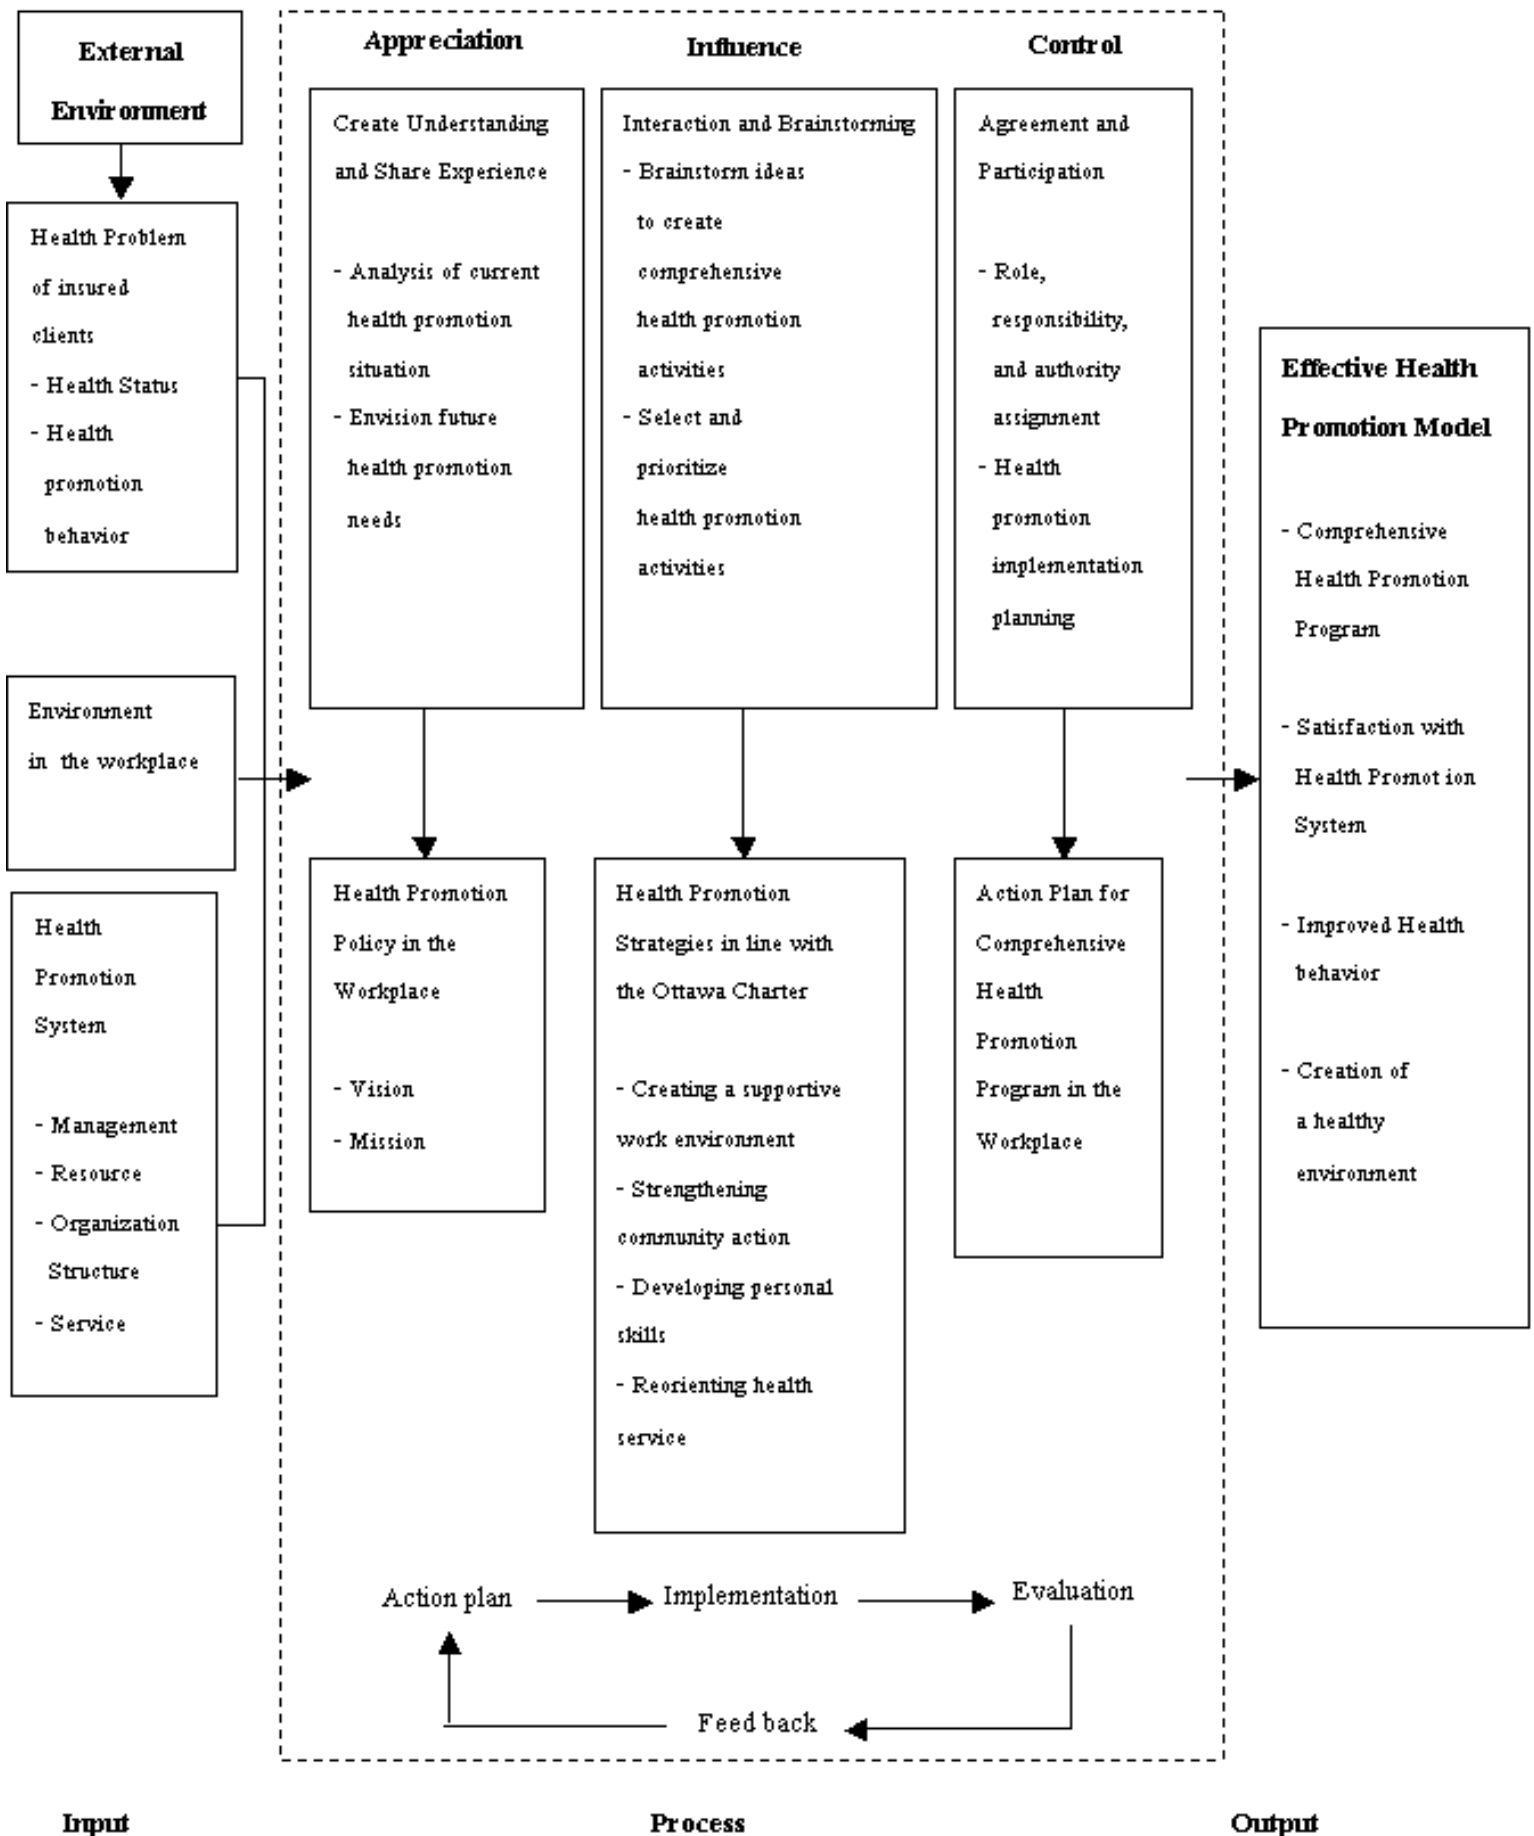 External
Environment
Health Problem
of insured
clients
- Health Status
- Health
promotion
behavior
Environment
in the workplace
Health
Promotion
System
- Management
- Resource
- Organization
Structure
- Service
Appreciation
Create Understanding
and Share Experience
- Analysis of current
health promotion
situation
- Envision future
health promotion
needs
Influence
Interaction and Brainstorming
- Brainstorm ideas
to create
comprehensive
health promotion
activities
- Select and
prioritize
health promotion
activities
Control
Agreement and
Participation
- Role,
responsibility,
and authority
assignment
- Health
promotion
implementation
planning
Health Promotion
Policy in the
Workplace
- Vision
- Mission
Health Promotion
Strategies in line with
the Ottawa Charter
- Creating a supportive
work environment
- Strengthening
community action
- Developing personal
skills
- Reorienting health
service
Action Plan for
Comprehensive
Health
Promotion
Program in the
Workplace
Action plan
Implementation
Evaluation
Feed back
Effective Health
Promotion Model
- Comprehensive
Health Promotion
Program
- Satisfaction with
Health Promotion
System
- Improved Health
behavior
- Creation of
a healthy
environment
Input
Process
Output